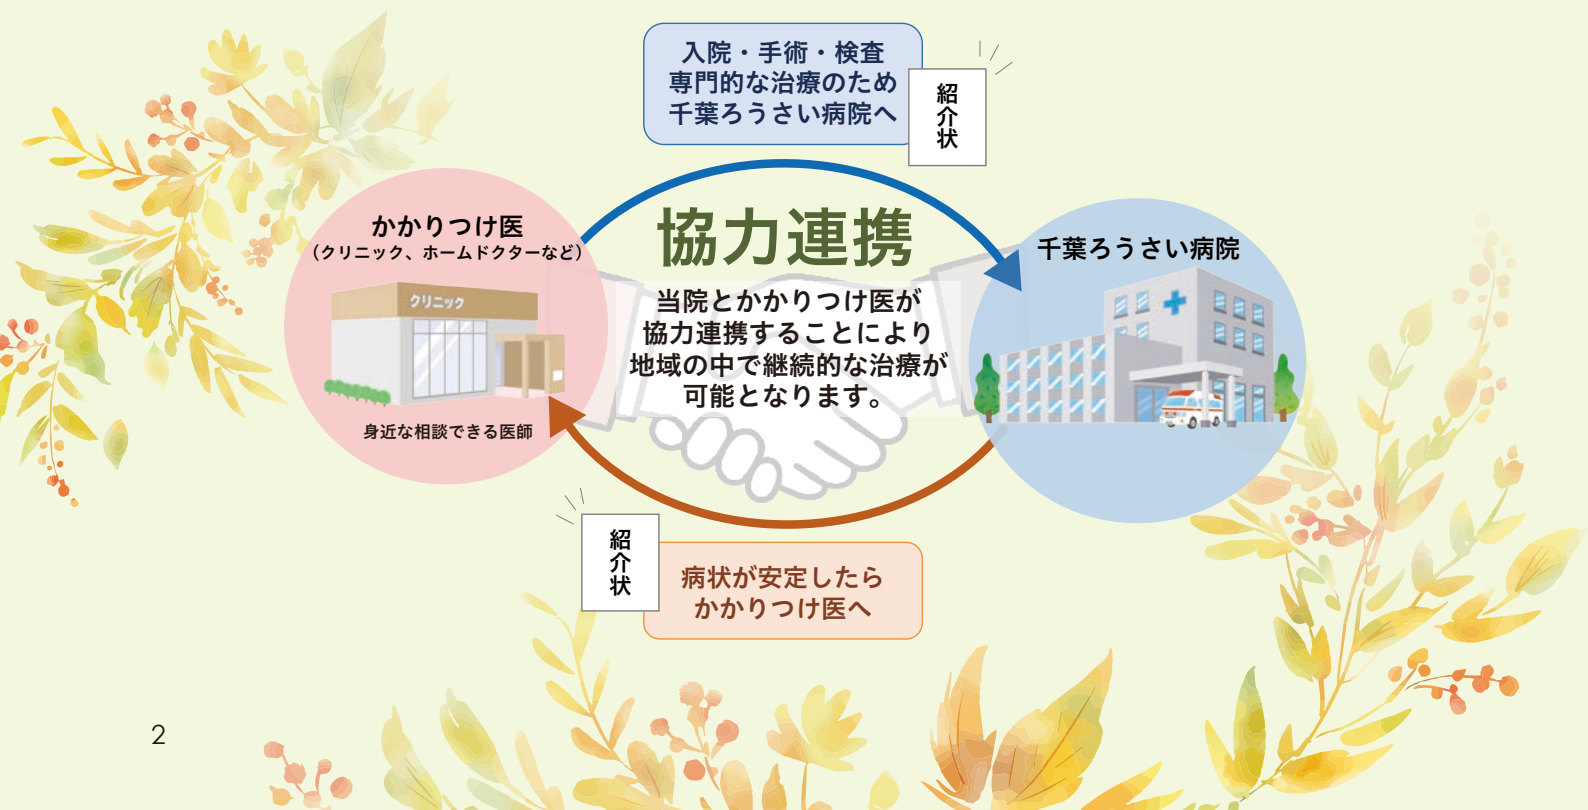 入院・手術・検査
専門的な治療のため
千葉ろうさい病院へ
紹介状
かかりつけ医
（クリニック、ホームドクターなど）
クリニック
身近な相談できる医師
協力連携
当院とかかりつけ医が
協力連携することにより
地域の中で継続的な治療が
可能となります。
千葉ろうさい病院
紹介状
病状が安定したら
かかりつけ医へ
2